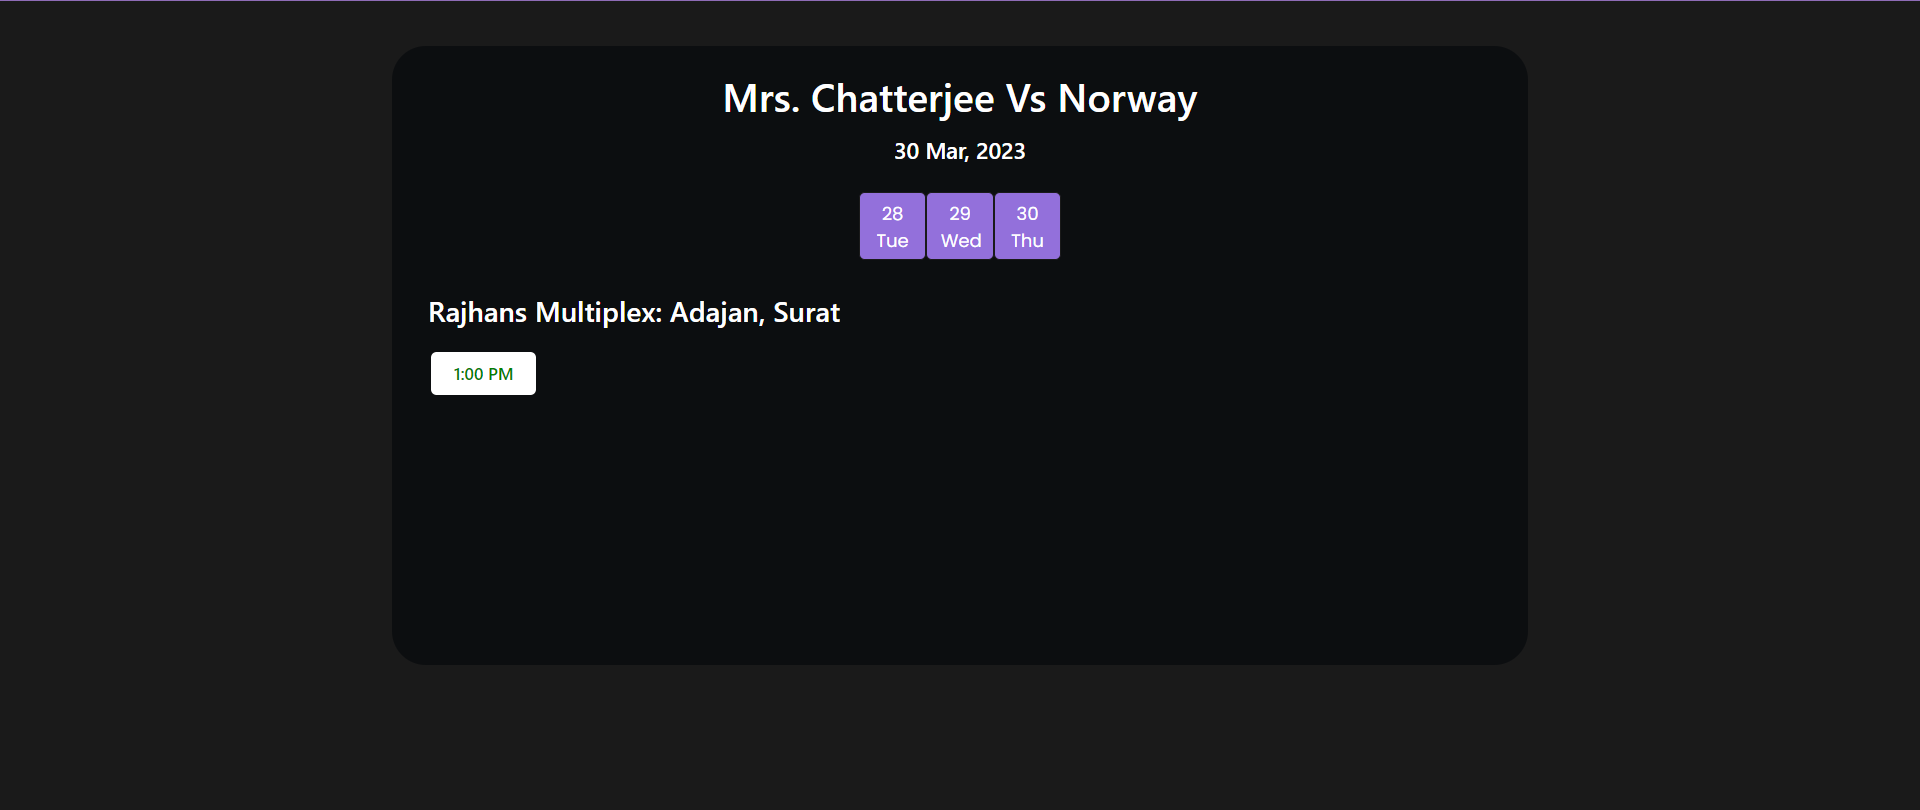 Mrs. Chatterjee Vs Norway
30 Mar, 2023
28 29 30
Tue Wed Thu
Rajhans Multiplex: Adajan, Surat
1:00 PM